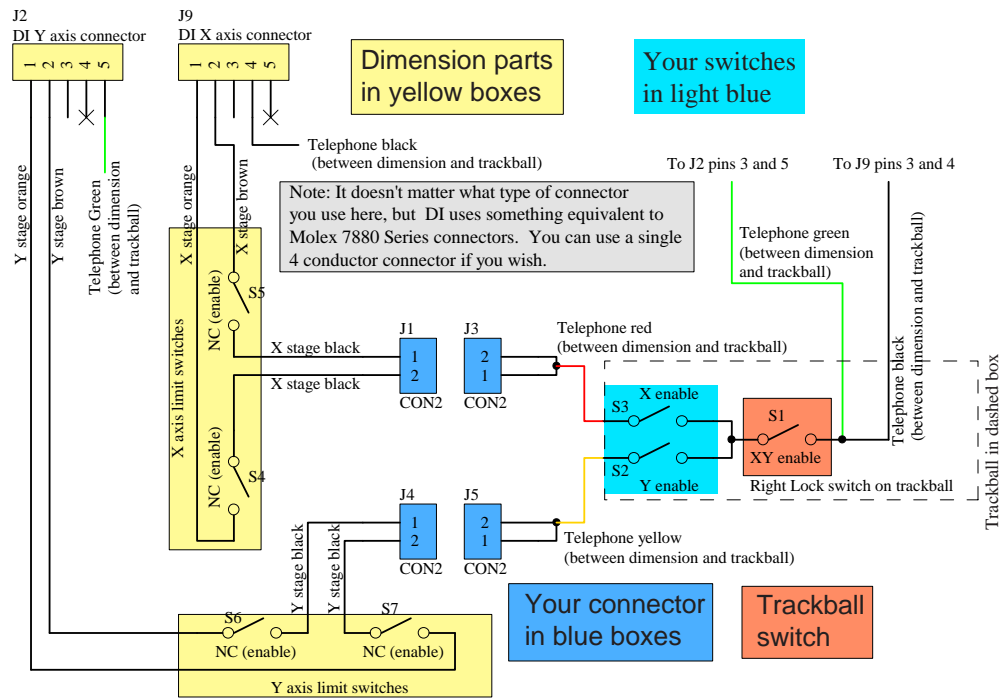 J2
DI Y axis connector
1 2 3 4 5
J9
DI X axis connector
1 2 3 4 5
Dimension parts
in yellow boxes
Your switches
in light blue
Telephone black
(between dimension and trackball)
To J2 pins 3 and 5
To J9 pins 3 and 4
Y stage orange
Y stage brown
Telephone Green
(between dimension
and trackball)
X stage orange
X stage brown
Note: It doesn't matter what type of connector
you use here, but DI uses something equivalent to
Molex 7880 Series connectors. You can use a single
4 conductor connector if you wish.
Telephone green
(between dimension
and trackball)
Telephone black
(between dimension and trackball)
S5
NC (enable)
X axis limit switches
NC (enable)
S4
X stage black
X stage black
J1
1
2
CON2
J3
2
1
CON2
Telephone red
(between dimension and trackball)
S3
X enable
S2
Y enable
S1
XY enable
Right Lock switch on trackball
Trackball in dashed box
J4
1
2
CON2
J5
2
1
CON2
Telephone yellow
(between dimension and trackball)
Y stage black
Y stage black
S6
NC (enable)
S7
NC (enable)
Y axis limit switches
Your connector
in blue boxes
Trackball
switch